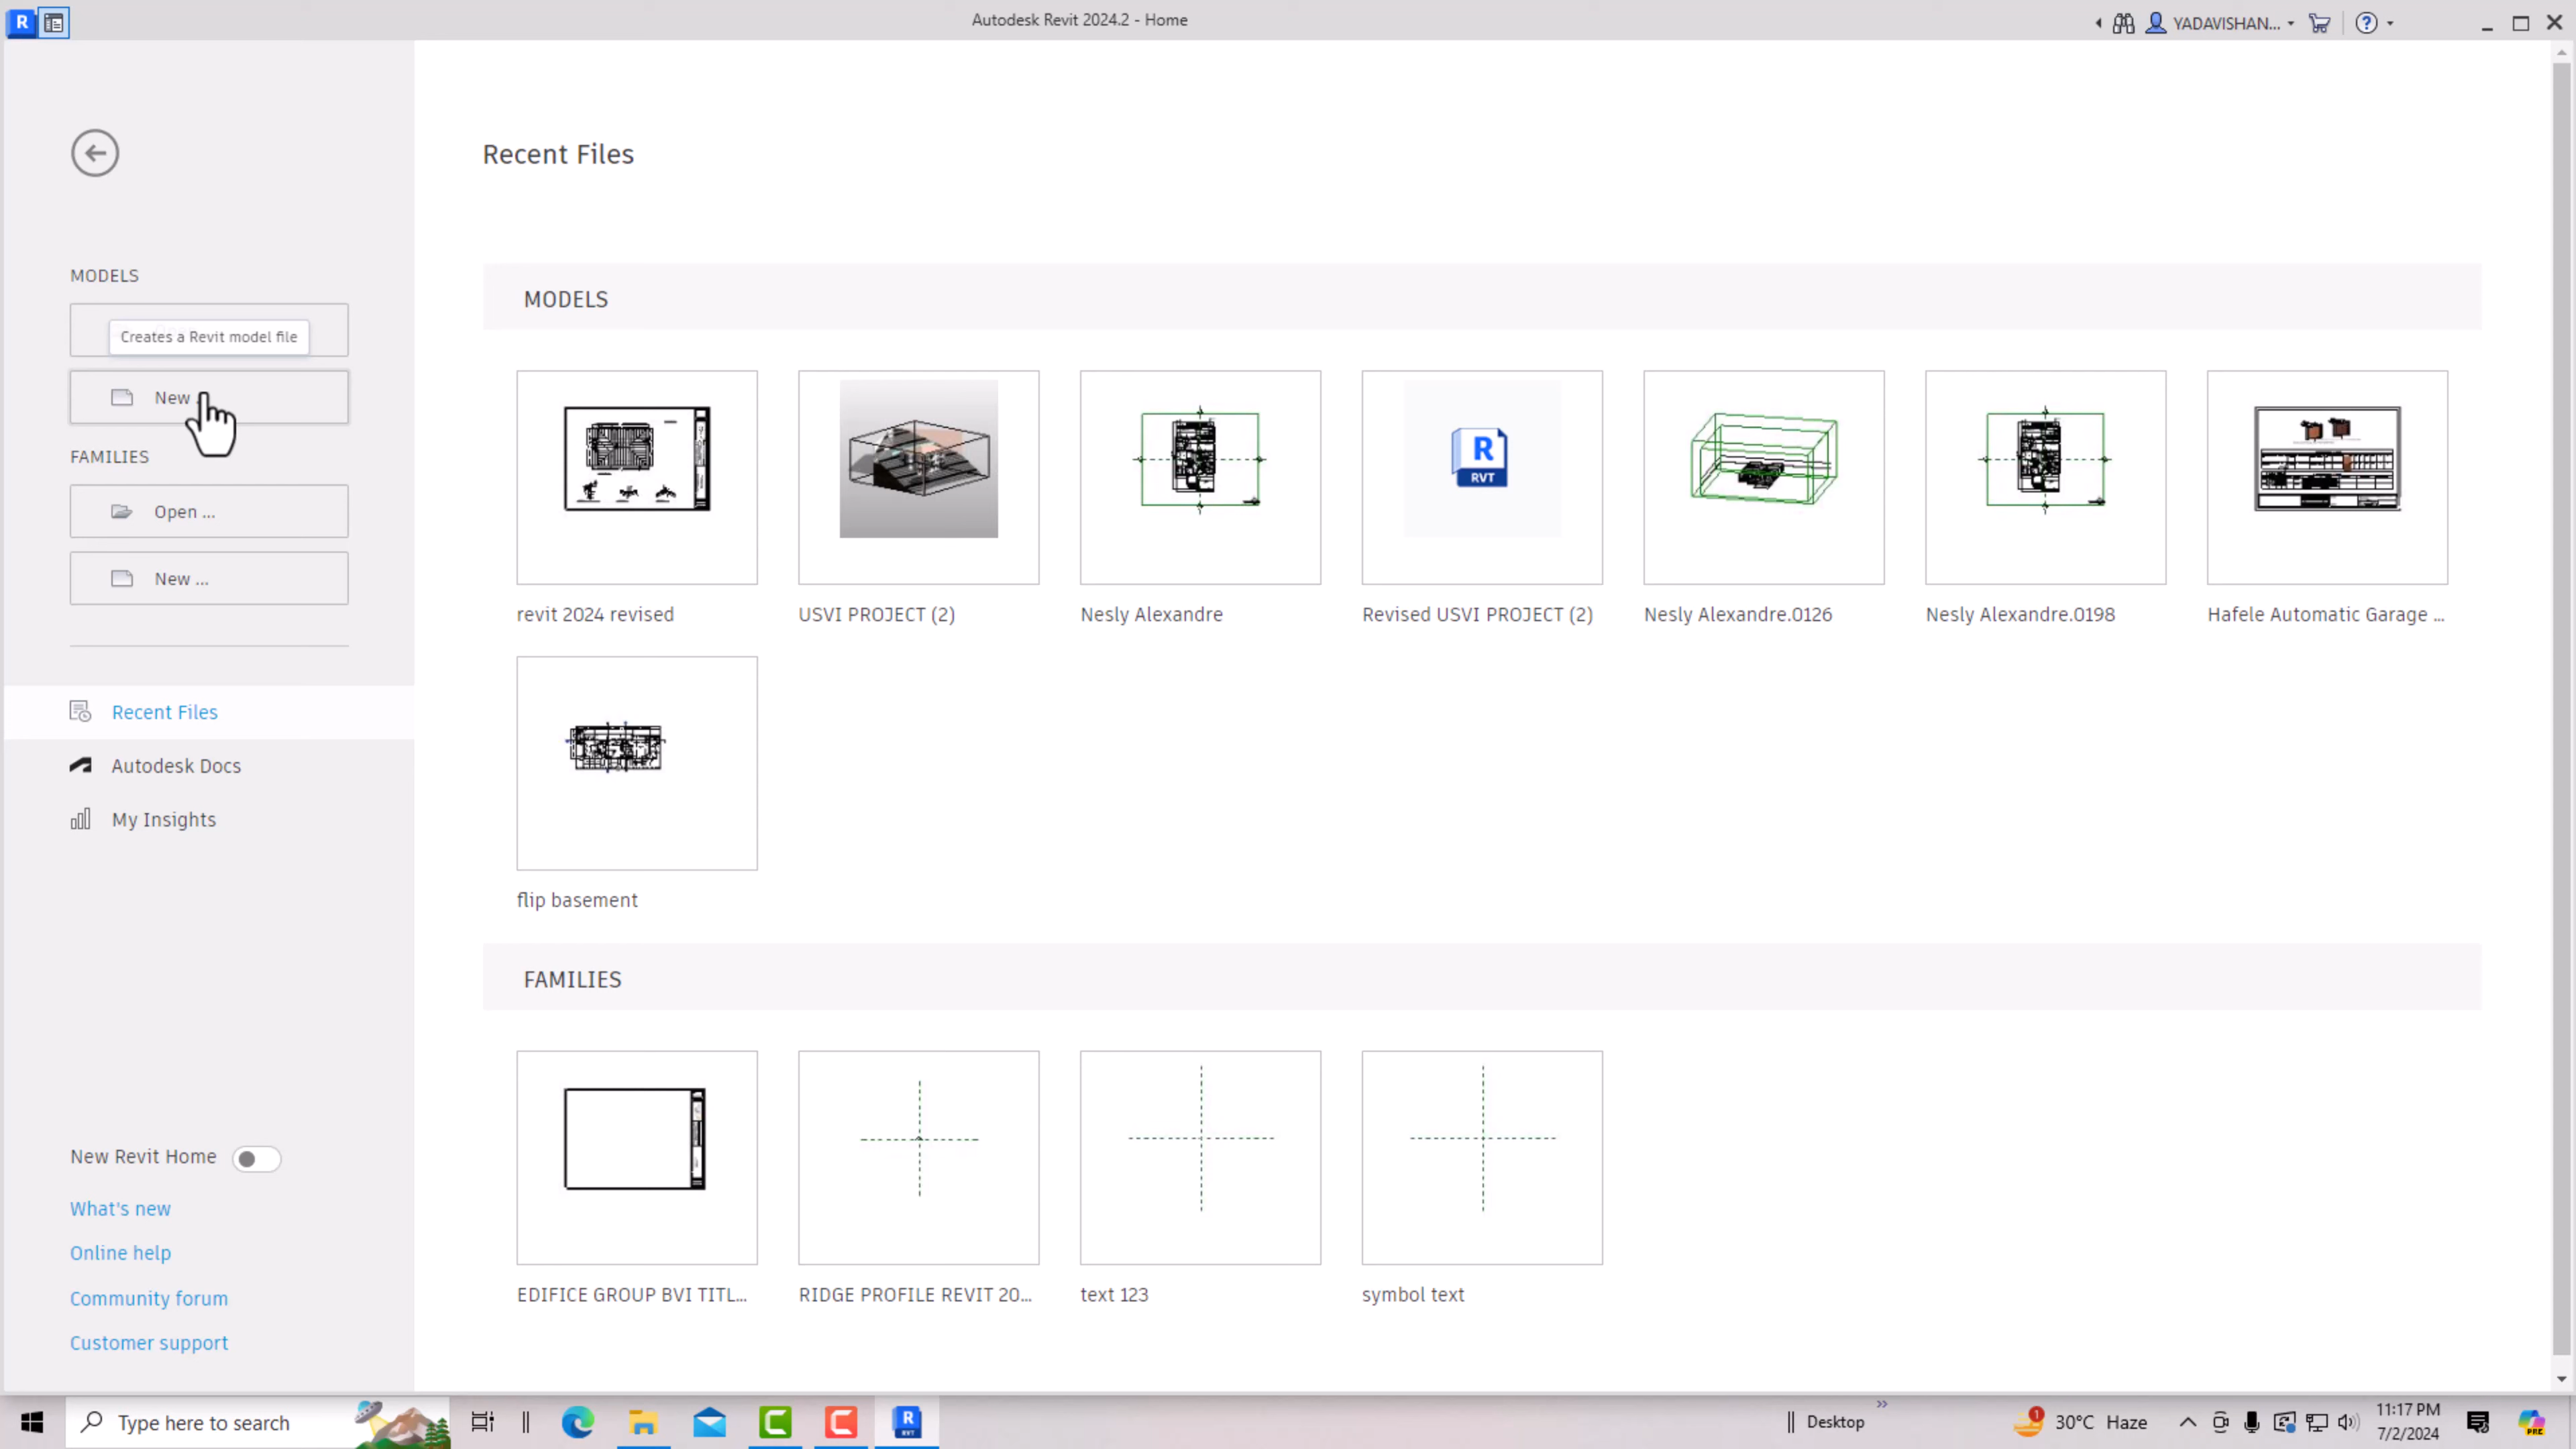 Autodesk Revit 2024.2 - Home
YADAVISHAN...
MODELS
Creates a Revit model file
New
FAMILIES
Open ...
New ...
Recent Files
Autodesk Docs
My Insights
New Revit Home
What's new
Online help
Community forum
Customer support
Recent Files
MODELS
revit 2024 revised
USVI PROJECT (2)
Nesly Alexandre
R
RVT
Revised USVI PROJECT (2)
Nesly Alexandre.0126
Nesly Alexandre.0198
Hafele Automatic Garage ...
flip basement
FAMILIES
EDIFICE GROUP BVI TITL...
RIDGE PROFILE REVIT 20...
text 123
symbol text
Type here to search
Desktop
1
30°C Haze
11:17 PM
7/2/2024
PRE